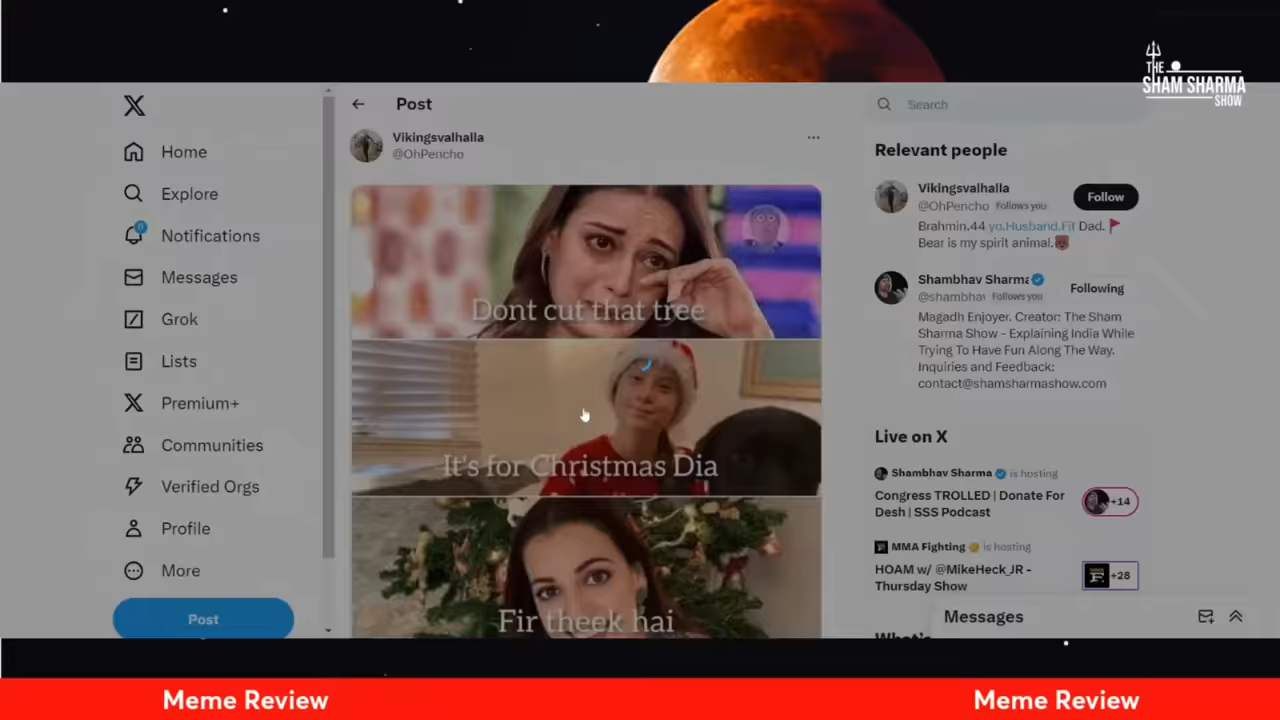 THE
SHAM SHARMA
SHOW
Home
Explore
Notifications
Messages
Grok
Lists
Premium+
Communities
Verified Orgs
Profile
More
Post
Post
Vikingsvalhalla
@OhPencho
Dont cut that tree
It's for Christmas Dia
Fir theek hai
Search
Relevant people
Vikingsvalhalla
@OhPencho Follows you
Follow
Brahmin.44 yo.Husband.Fit Dad.
Bear is my spirit animal.
Shambhav Sharma
@shambhav Follows you
Following
Magadh Enjoyer. Creator: The Sham
Sharma Show - Explaining India While
Trying To Have Fun Along The Way.
Inquiries and Feedback:
contact@shamsharmashow.com
Live on X
Shambhav Sharma is hosting
Congress TROLLED | Donate For
Desh | SSS Podcast
+14
MMA Fighting is hosting
HOAM w/ @MikeHeck_JR -
Thursday Show
+28
Messages
Meme Review
Meme Review